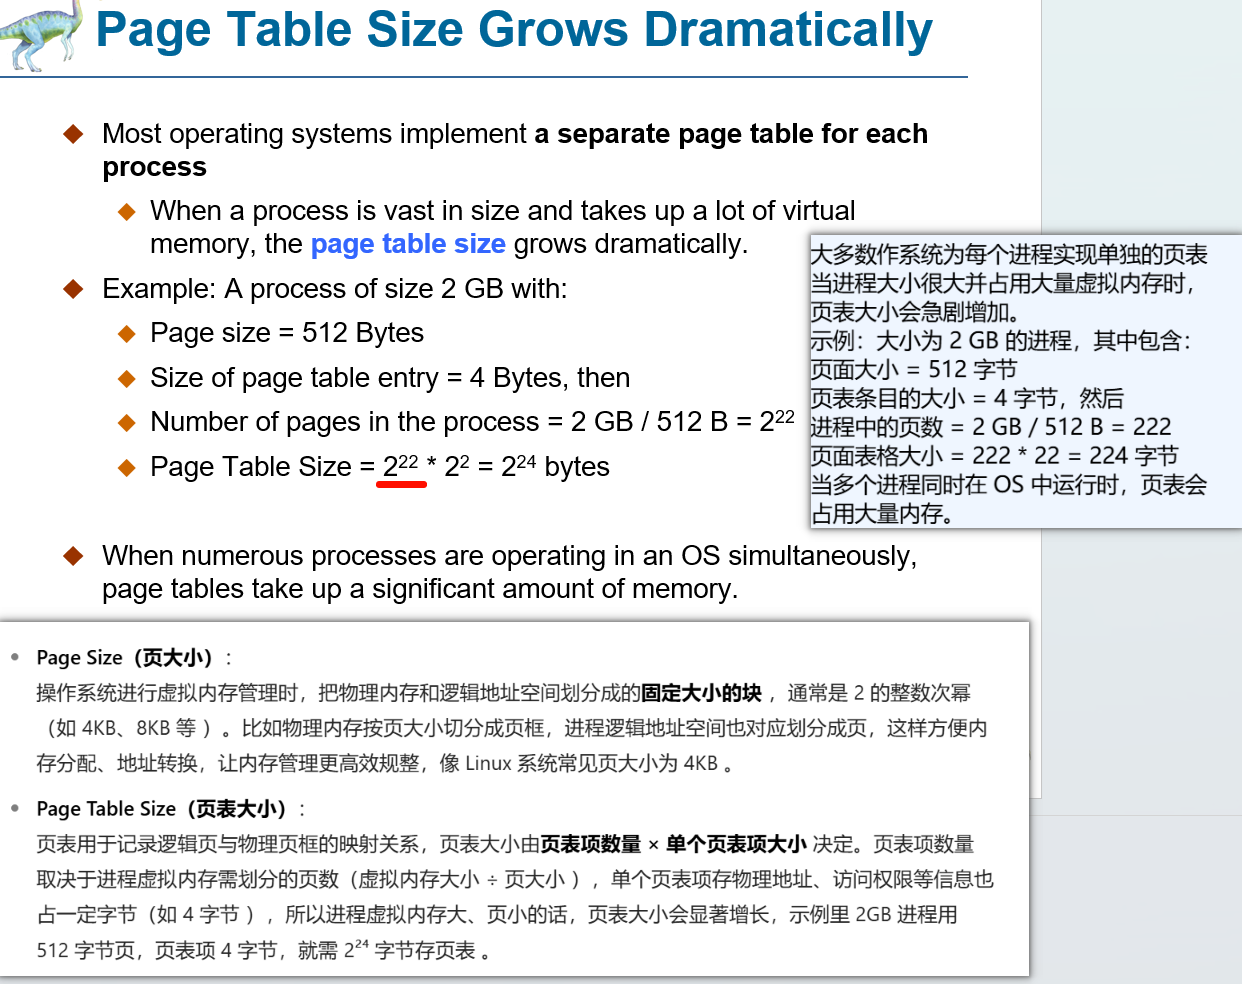 Page Table Size Grows Dramatically
Most operating systems implement a separate page table for each
process
When a process is vast in size and takes up a lot of virtual
memory, the page table size grows dramatically.
Example: A process of size 2 GB with:
Page size = 512 Bytes
Size of page table entry = 4 Bytes, then
Number of pages in the process = 2 GB / 512 B = 2²²
Page Table Size = 2²² * 2² = 2²⁴ bytes
When numerous processes are operating in an OS simultaneously,
page tables take up a significant amount of memory.
大多数作系统为每个进程实现单独的页表
当进程大小很大并占用大量虚拟内存时，
页表大小会急剧增加。
示例：大小为 2 GB 的进程，其中包含：
页面大小 = 512 字节
页表条目的大小 = 4 字节，然后
进程中的页数 = 2 GB / 512 B = 222
页面表格大小 = 222 * 22 = 224 字节
当多个进程同时在 OS 中运行时，页表会
占用大量内存。
Page Size（页大小）：
操作系统进行虚拟内存管理时，把物理内存和逻辑地址空间划分成的固定大小的块 ，通常是 2 的整数次幂
（如 4KB、8KB 等 ）。比如物理内存按页大小切分成页框，进程逻辑地址空间也对应划分成页，这样方便内
存分配、地址转换，让内存管理更高效规整，像 Linux 系统常见页大小为 4KB 。
Page Table Size（页表大小）：
页表用于记录逻辑页与物理页框的映射关系，页表大小由页表项数量 × 单个页表项大小 决定。页表项数量
取决于进程虚拟内存需划分的页数（虚拟内存大小 ÷ 页大小 ），单个页表项存物理地址、访问权限等信息也
占一定字节（如 4 字节 ），所以进程虚拟内存大、页小的话，页表大小会显著增长，示例里 2GB 进程用
512 字节页，页表项 4 字节，就需 2²⁴ 字节存页表 。